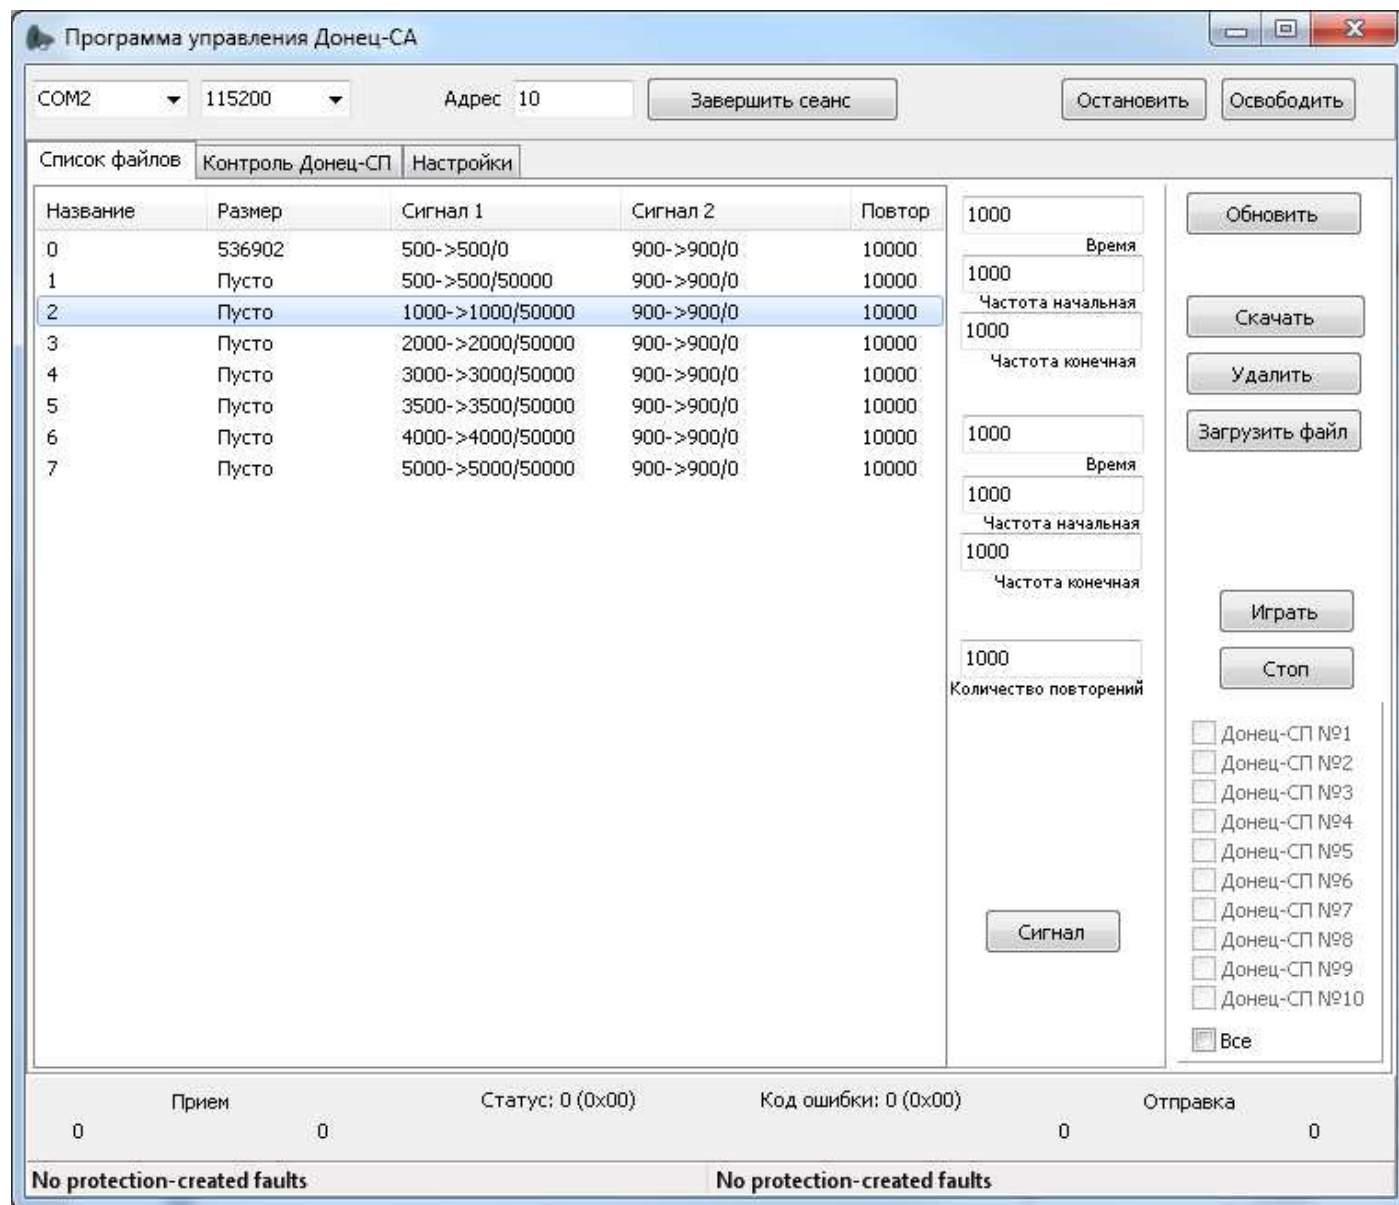 Программа управления Донец-СА
COM2 115200 Адрес 10 Завершить сеанс Остановить Освободить
Список файлов Контроль Донец-СП Настройки
Название Размер Сигнал 1 Сигнал 2 Повтор
0 536902 500->500/0 900->900/0 10000
1 Пусто 500->500/50000 900->900/0 10000
2 Пусто 1000->1000/50000 900->900/0 10000
3 Пусто 2000->2000/50000 900->900/0 10000
4 Пусто 3000->3000/50000 900->900/0 10000
5 Пусто 3500->3500/50000 900->900/0 10000
6 Пусто 4000->4000/50000 900->900/0 10000
7 Пусто 5000->5000/50000 900->900/0 10000
1000
Время
1000
Частота начальная
1000
Частота конечная
1000
Время
1000
Частота начальная
1000
Частота конечная
1000
Количество повторений
Сигнал
Обновить
Скачать
Удалить
Загрузить файл
Играть
Стоп
Донец-СП №1
Донец-СП №2
Донец-СП №3
Донец-СП №4
Донец-СП №5
Донец-СП №6
Донец-СП №7
Донец-СП №8
Донец-СП №9
Донец-СП №10
Все
Прием Статус: 0 (0x00) Код ошибки: 0 (0x00) Отправка
0 0 0 0
No protection-created faults No protection-created faults